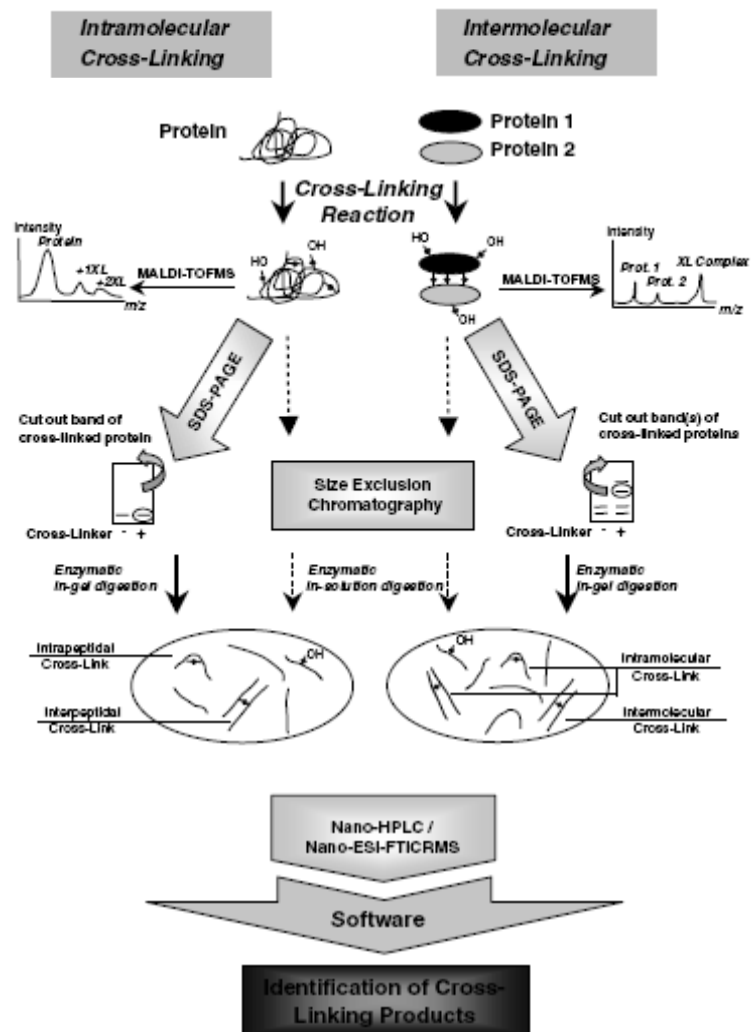 Intramolecular
Cross-Linking
Intermolecular
Cross-Linking
Protein
Protein 1
Protein 2
Cross-Linking
Reaction
Intensity
Protein
+1XL
+2XL
m/z
MALDI-TOFMS
HO
OH
HO
OH
OH
MALDI-TOFMS
Intensity
Prot. 1
Prot. 2
XL Complex
m/z
SDS-PAGE
SDS-PAGE
Cut out band of
cross-linked protein
Cut out band(s) of
cross-linked proteins
Size Exclusion
Chromatography
Cross-Linker - +
Cross-Linker - +
Enzymatic
in-gel digestion
Enzymatic
in-solution digestion
Enzymatic
in-gel digestion
Intrapeptidal
Cross-Link
Interpeptidal
Cross-Link
OH
OH
Intramolecular
Cross-Link
Intermolecular
Cross-Link
Nano-HPLC /
Nano-ESI-FTICRMS
Software
Identification of Cross-
Linking Products